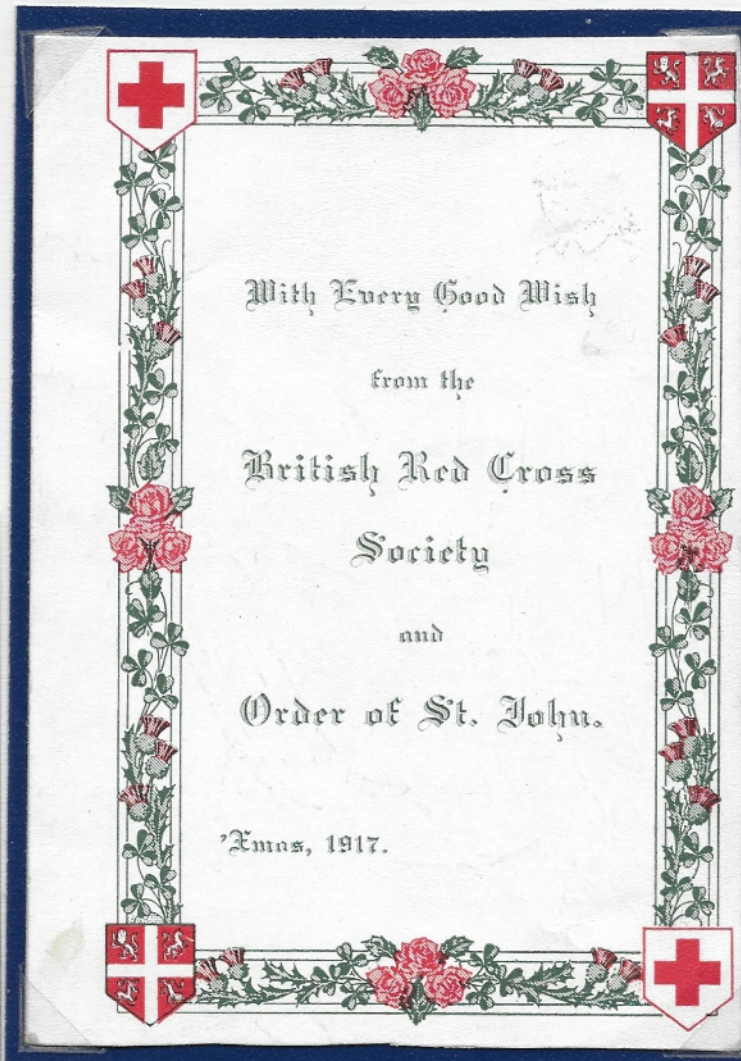 With Every Good Wish
from the
British Red Cross
Society
and
Order of St. John.
'Xmas, 1917.